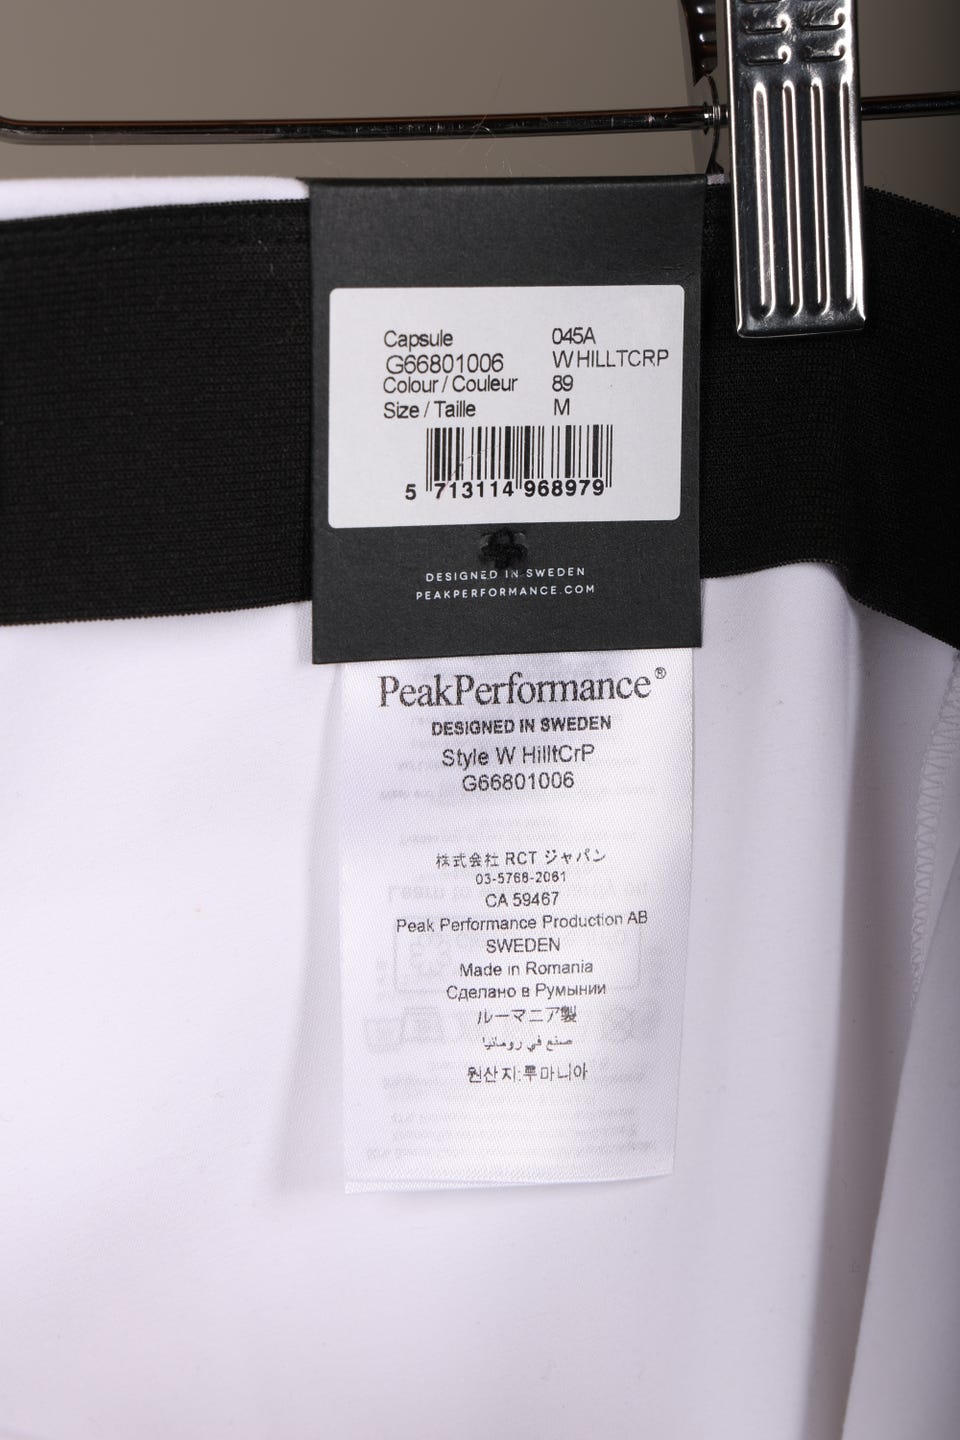 Capsule 045A
G66801006 WHILLTCRP
Colour / Couleur 89
Size / Taille M
5 713114 968979
DESIGNED IN SWEDEN
PEAKPERFORMANCE.COM
PeakPerformance®
DESIGNED IN SWEDEN
Style W HilltCrP
G66801006
株式会社 RCT ジャパン
03-5768-2061
CA 59467
Peak Performance Production AB
SWEDEN
Made in Romania
Сделано в Румынии
ルーマニア製
صنع في رومانيا
원산지:루마니아